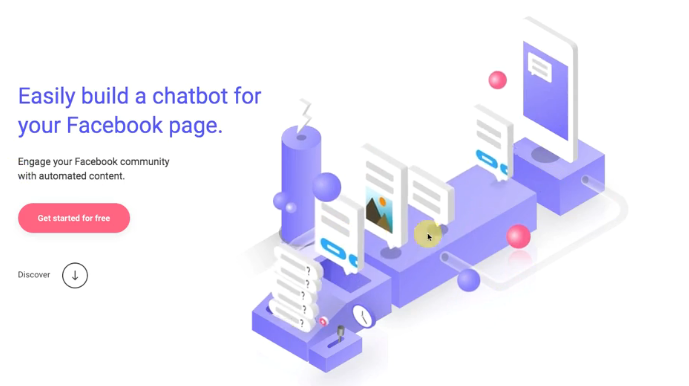 Easily build a chatbot for
your Facebook page.
Engage your Facebook community
with automated content.
Get started for free
Discover
?
?
?
?
?